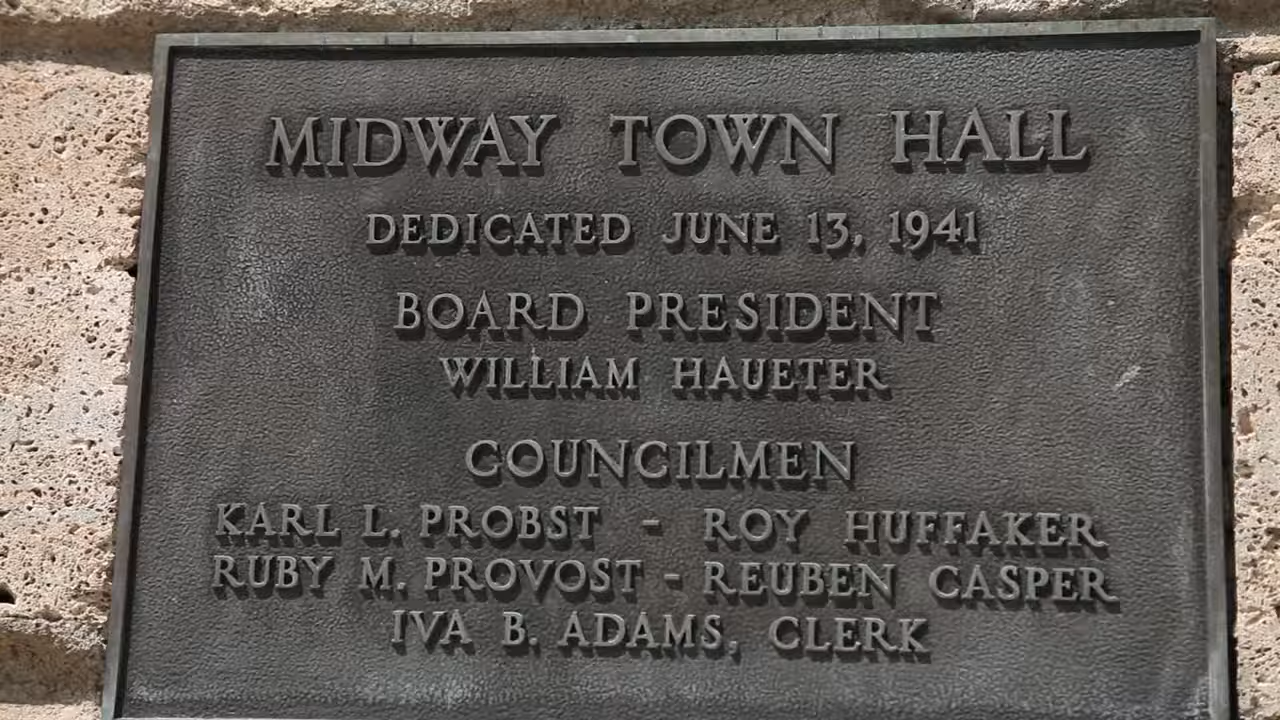 MIDWAY TOWN HALL
DEDICATED JUNE 13, 1941
BOARD PRESIDENT
WILLIAM HAUETER
COUNCILMEN
KARL L. PROBST - ROY HUFFAKER
RUBY M. PROVOST - REUBEN CASPER
IVA B. ADAMS, CLERK